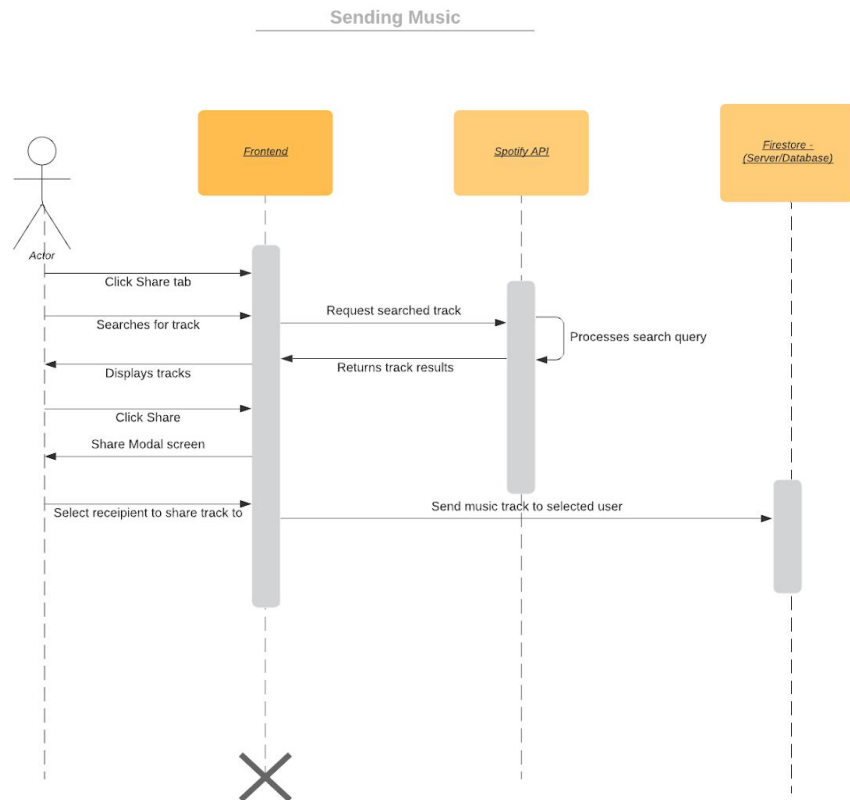 Sending Music
Frontend
Spotify API
Firestore -
(Server/Database)
Actor
Click Share tab
Searches for track
Request searched track
Processes search query
Returns track results
Displays tracks
Click Share
Share Modal screen
Select receipient to share track to
Send music track to selected user